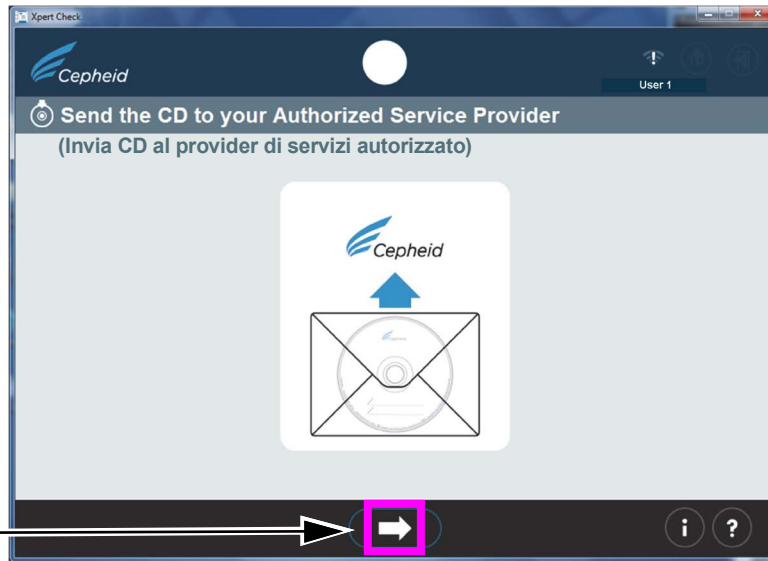 Xpert Check
Cepheid
User 1
Send the CD to your Authorized Service Provider
(Invia CD al provider di servizi autorizzato)
Cepheid
i ?